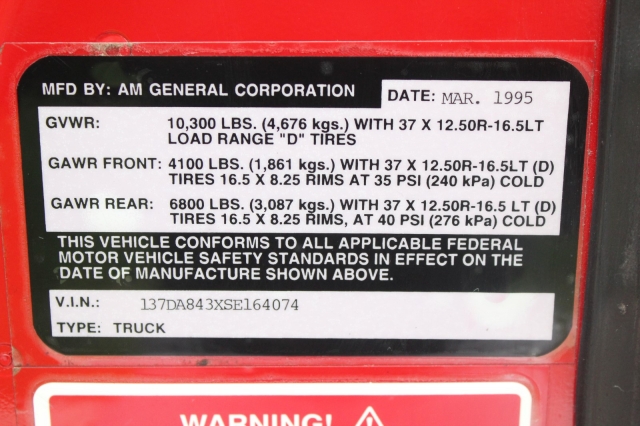 MFD BY: AM GENERAL CORPORATION DATE: MAR. 1995
GVWR: 10,300 LBS. (4,676 kgs.) WITH 37 X 12.50R-16.5LT
LOAD RANGE "D" TIRES
GAWR FRONT: 4100 LBS. (1,861 kgs.) WITH 37 X 12.50R-16.5LT (D)
TIRES 16.5 X 8.25 RIMS AT 35 PSI (240 kPa) COLD
GAWR REAR: 6800 LBS. (3,087 kgs.) WITH 37 X 12.50R-16.5 LT (D)
TIRES 16.5 X 8.25 RIMS, AT 40 PSI (276 kPa) COLD
THIS VEHICLE CONFORMS TO ALL APPLICABLE FEDERAL
MOTOR VEHICLE SAFETY STANDARDS IN EFFECT ON THE
DATE OF MANUFACTURE SHOWN ABOVE.
V.I.N.: 137DA843XSE164074
TYPE: TRUCK
WARNING!